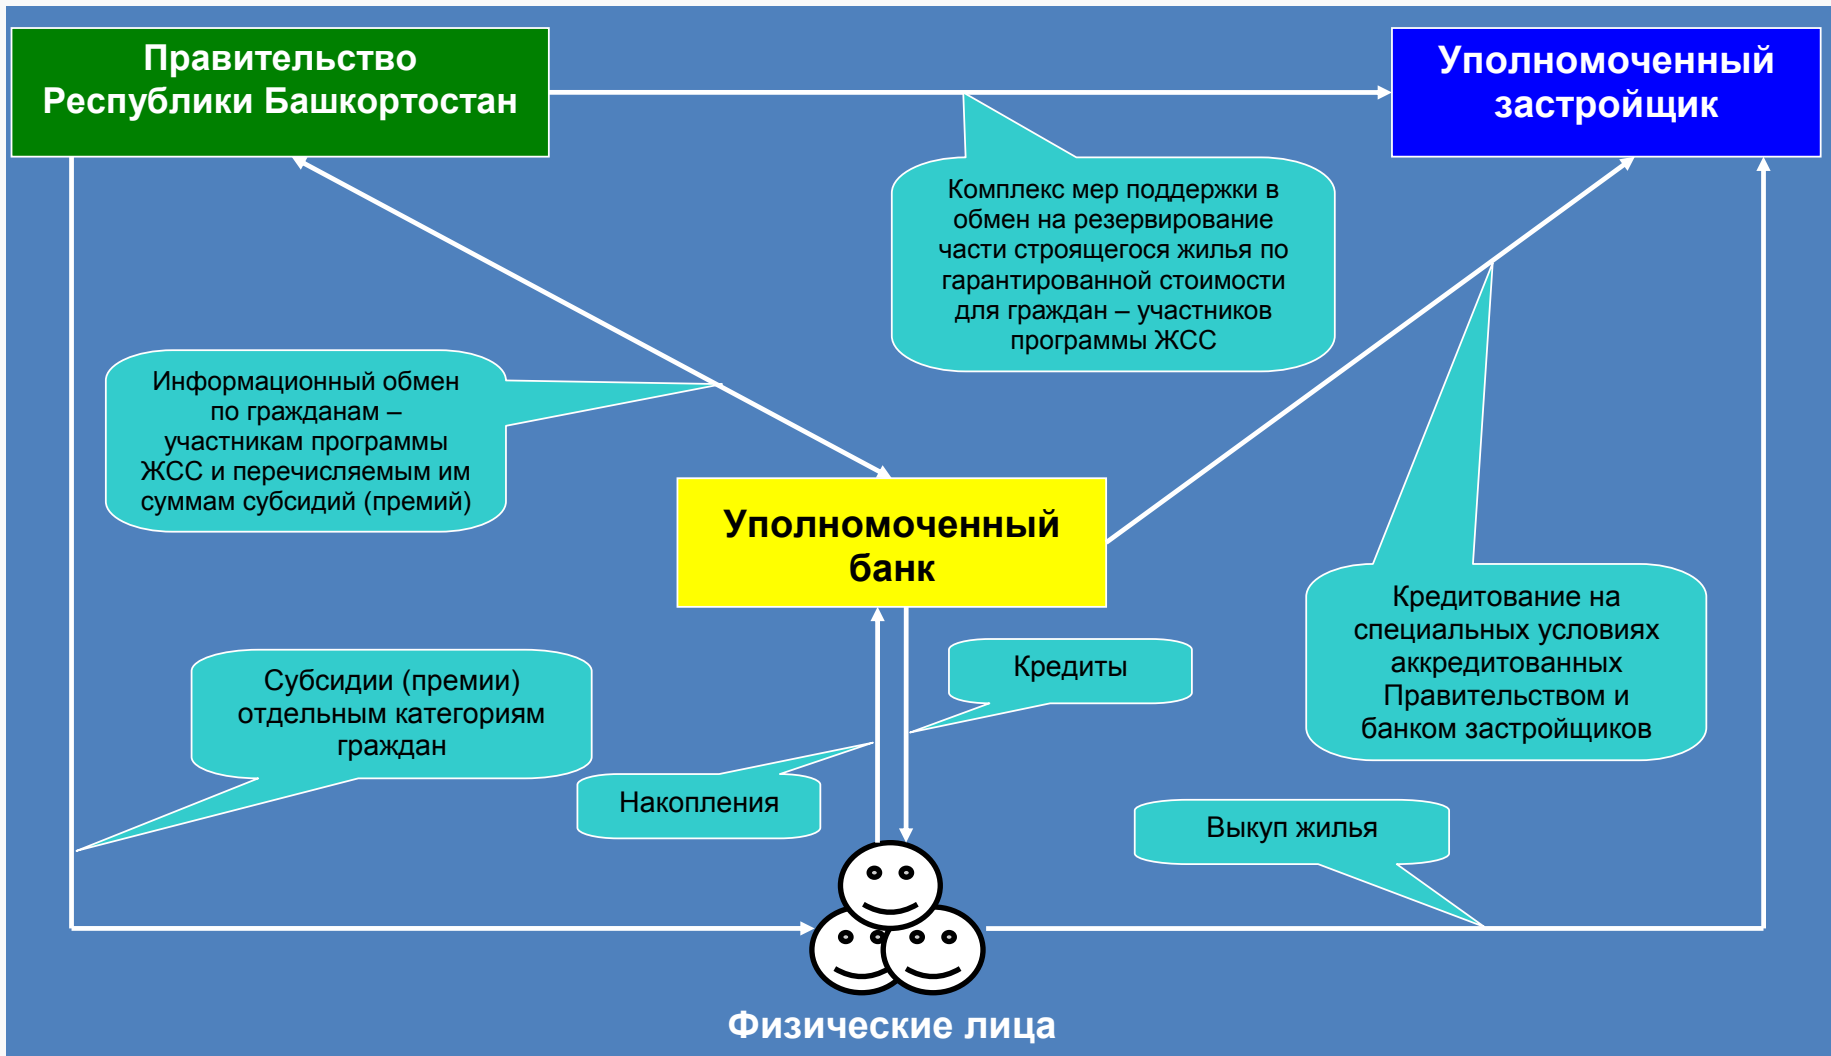 Правительство
Республики Башкортостан
Уполномоченный
застройщик
Комплекс мер поддержки в
обмен на резервирование
части строящегося жилья по
гарантированной стоимости
для граждан – участников
программы ЖСС
Информационный обмен
по гражданам –
участникам программы
ЖСС и перечисляемым им
суммам субсидий (премий)
Уполномоченный
банк
Кредитование на
специальных условиях
аккредитованных
Правительством и
банком застройщиков
Субсидии (премии)
отдельным категориям
граждан
Кредиты
Накопления
Выкуп жилья
Физические лица